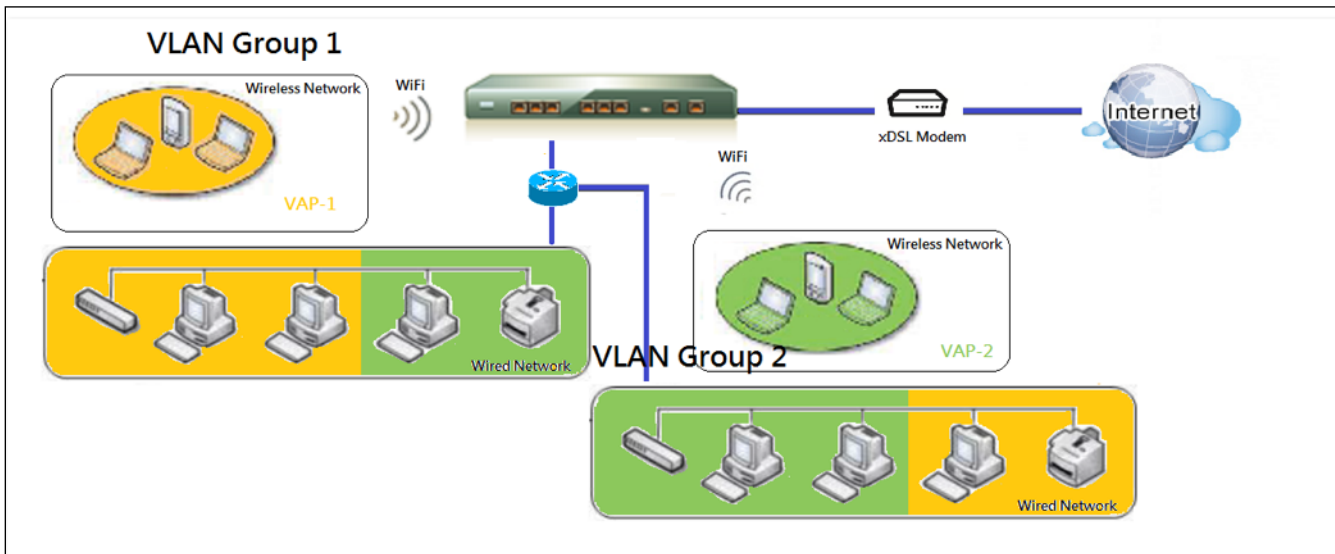 VLAN Group 1
Wireless Network
WiFi
VAP-1
xDSL Modem
Internet
WiFi
Wireless Network
VAP-2
Wired Network
VLAN Group 2
Wired Network